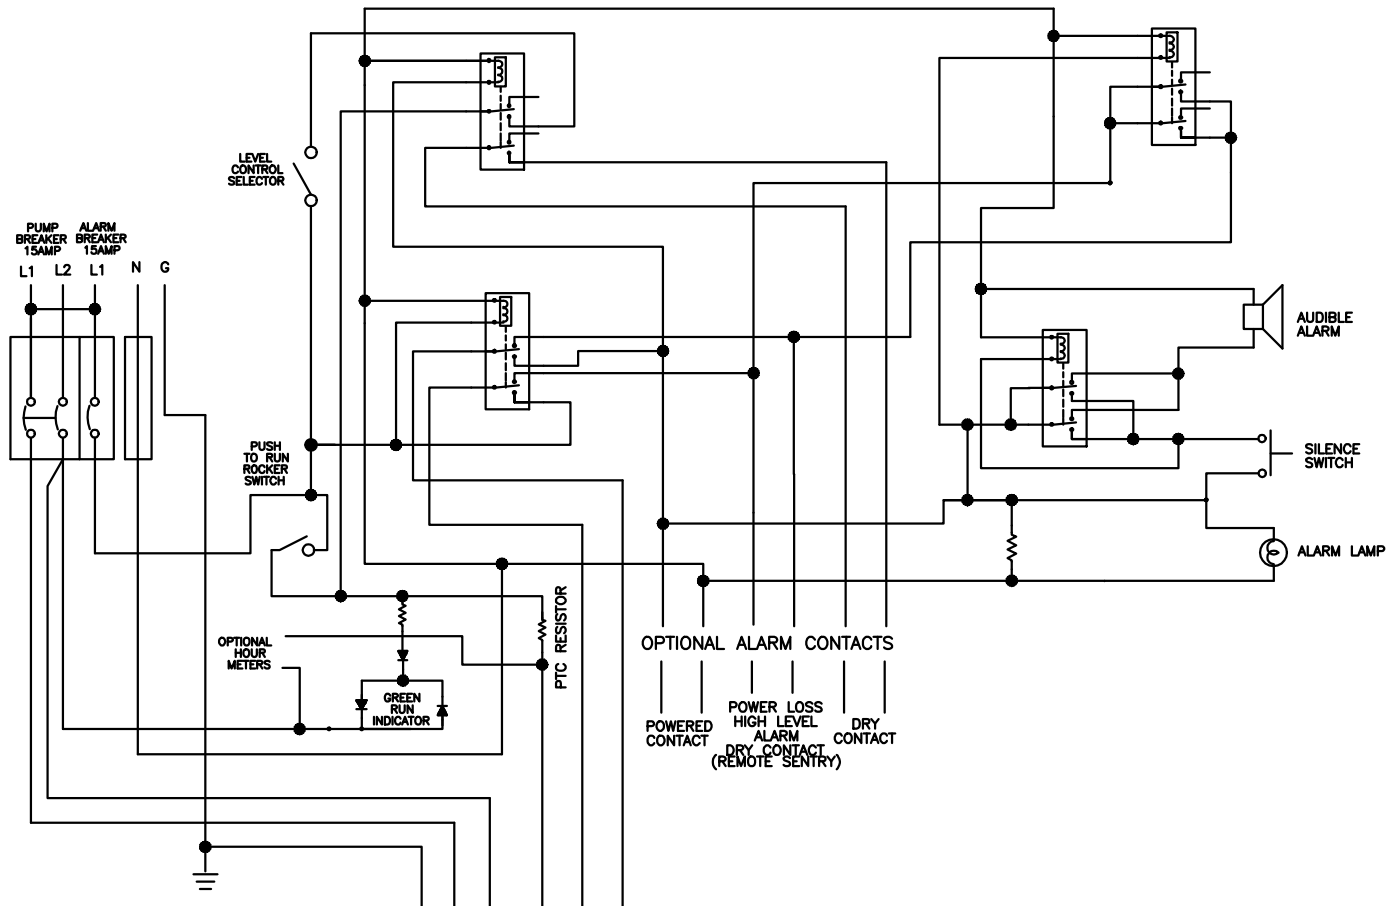 LEVEL
CONTROL
SELECTOR
PUMP
BREAKER
15AMP
ALARM
BREAKER
15AMP
L1
L2
L1
N
G
AUDIBLE
ALARM
PUSH
TO RUN
ROCKER
SWITCH
SILENCE
SWITCH
ALARM LAMP
OPTIONAL
HOUR
METERS
PTC RESISTOR
GREEN
RUN
INDICATOR
OPTIONAL ALARM CONTACTS
POWERED
CONTACT
POWER LOSS
HIGH LEVEL
ALARM
DRY CONTACT
(REMOTE SENTRY)
DRY
CONTACT